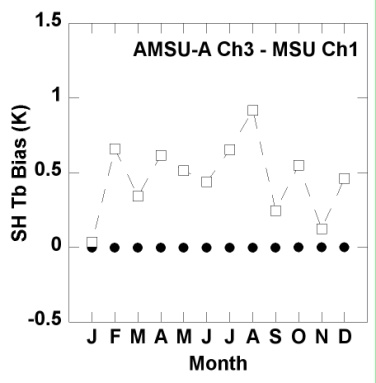 1.5
AMSU-A Ch3 - MSU Ch1
1
SH Tb Bias (K)
0.5
0
-0.5
J F M A M J J A S O N D
Month